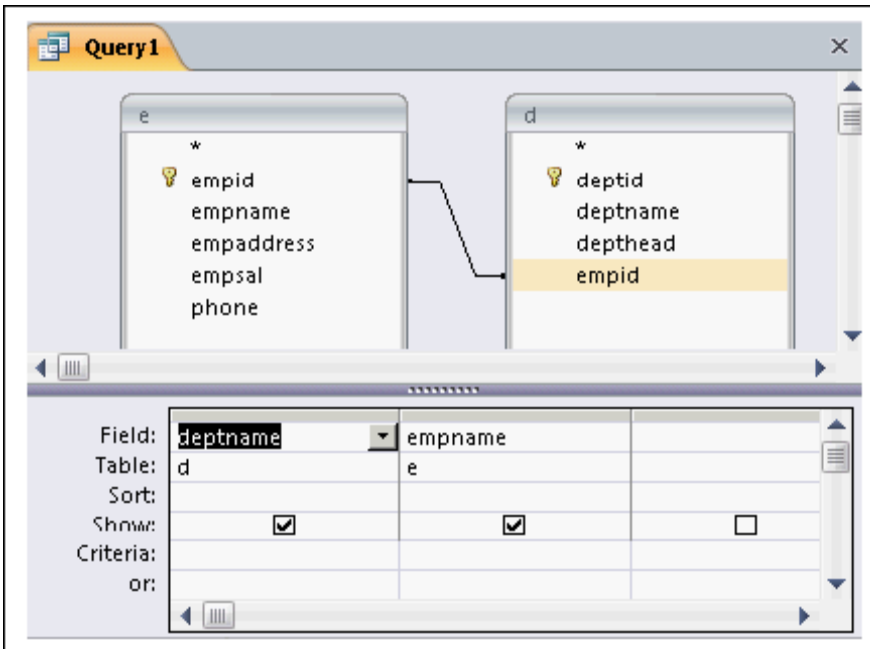 Query1
e
*
empid
empname
empaddress
empsal
phone
d
*
deptid
deptname
depthead
empid
Field: deptname empname
Table: d e
Sort:
Show:
Criteria:
or: